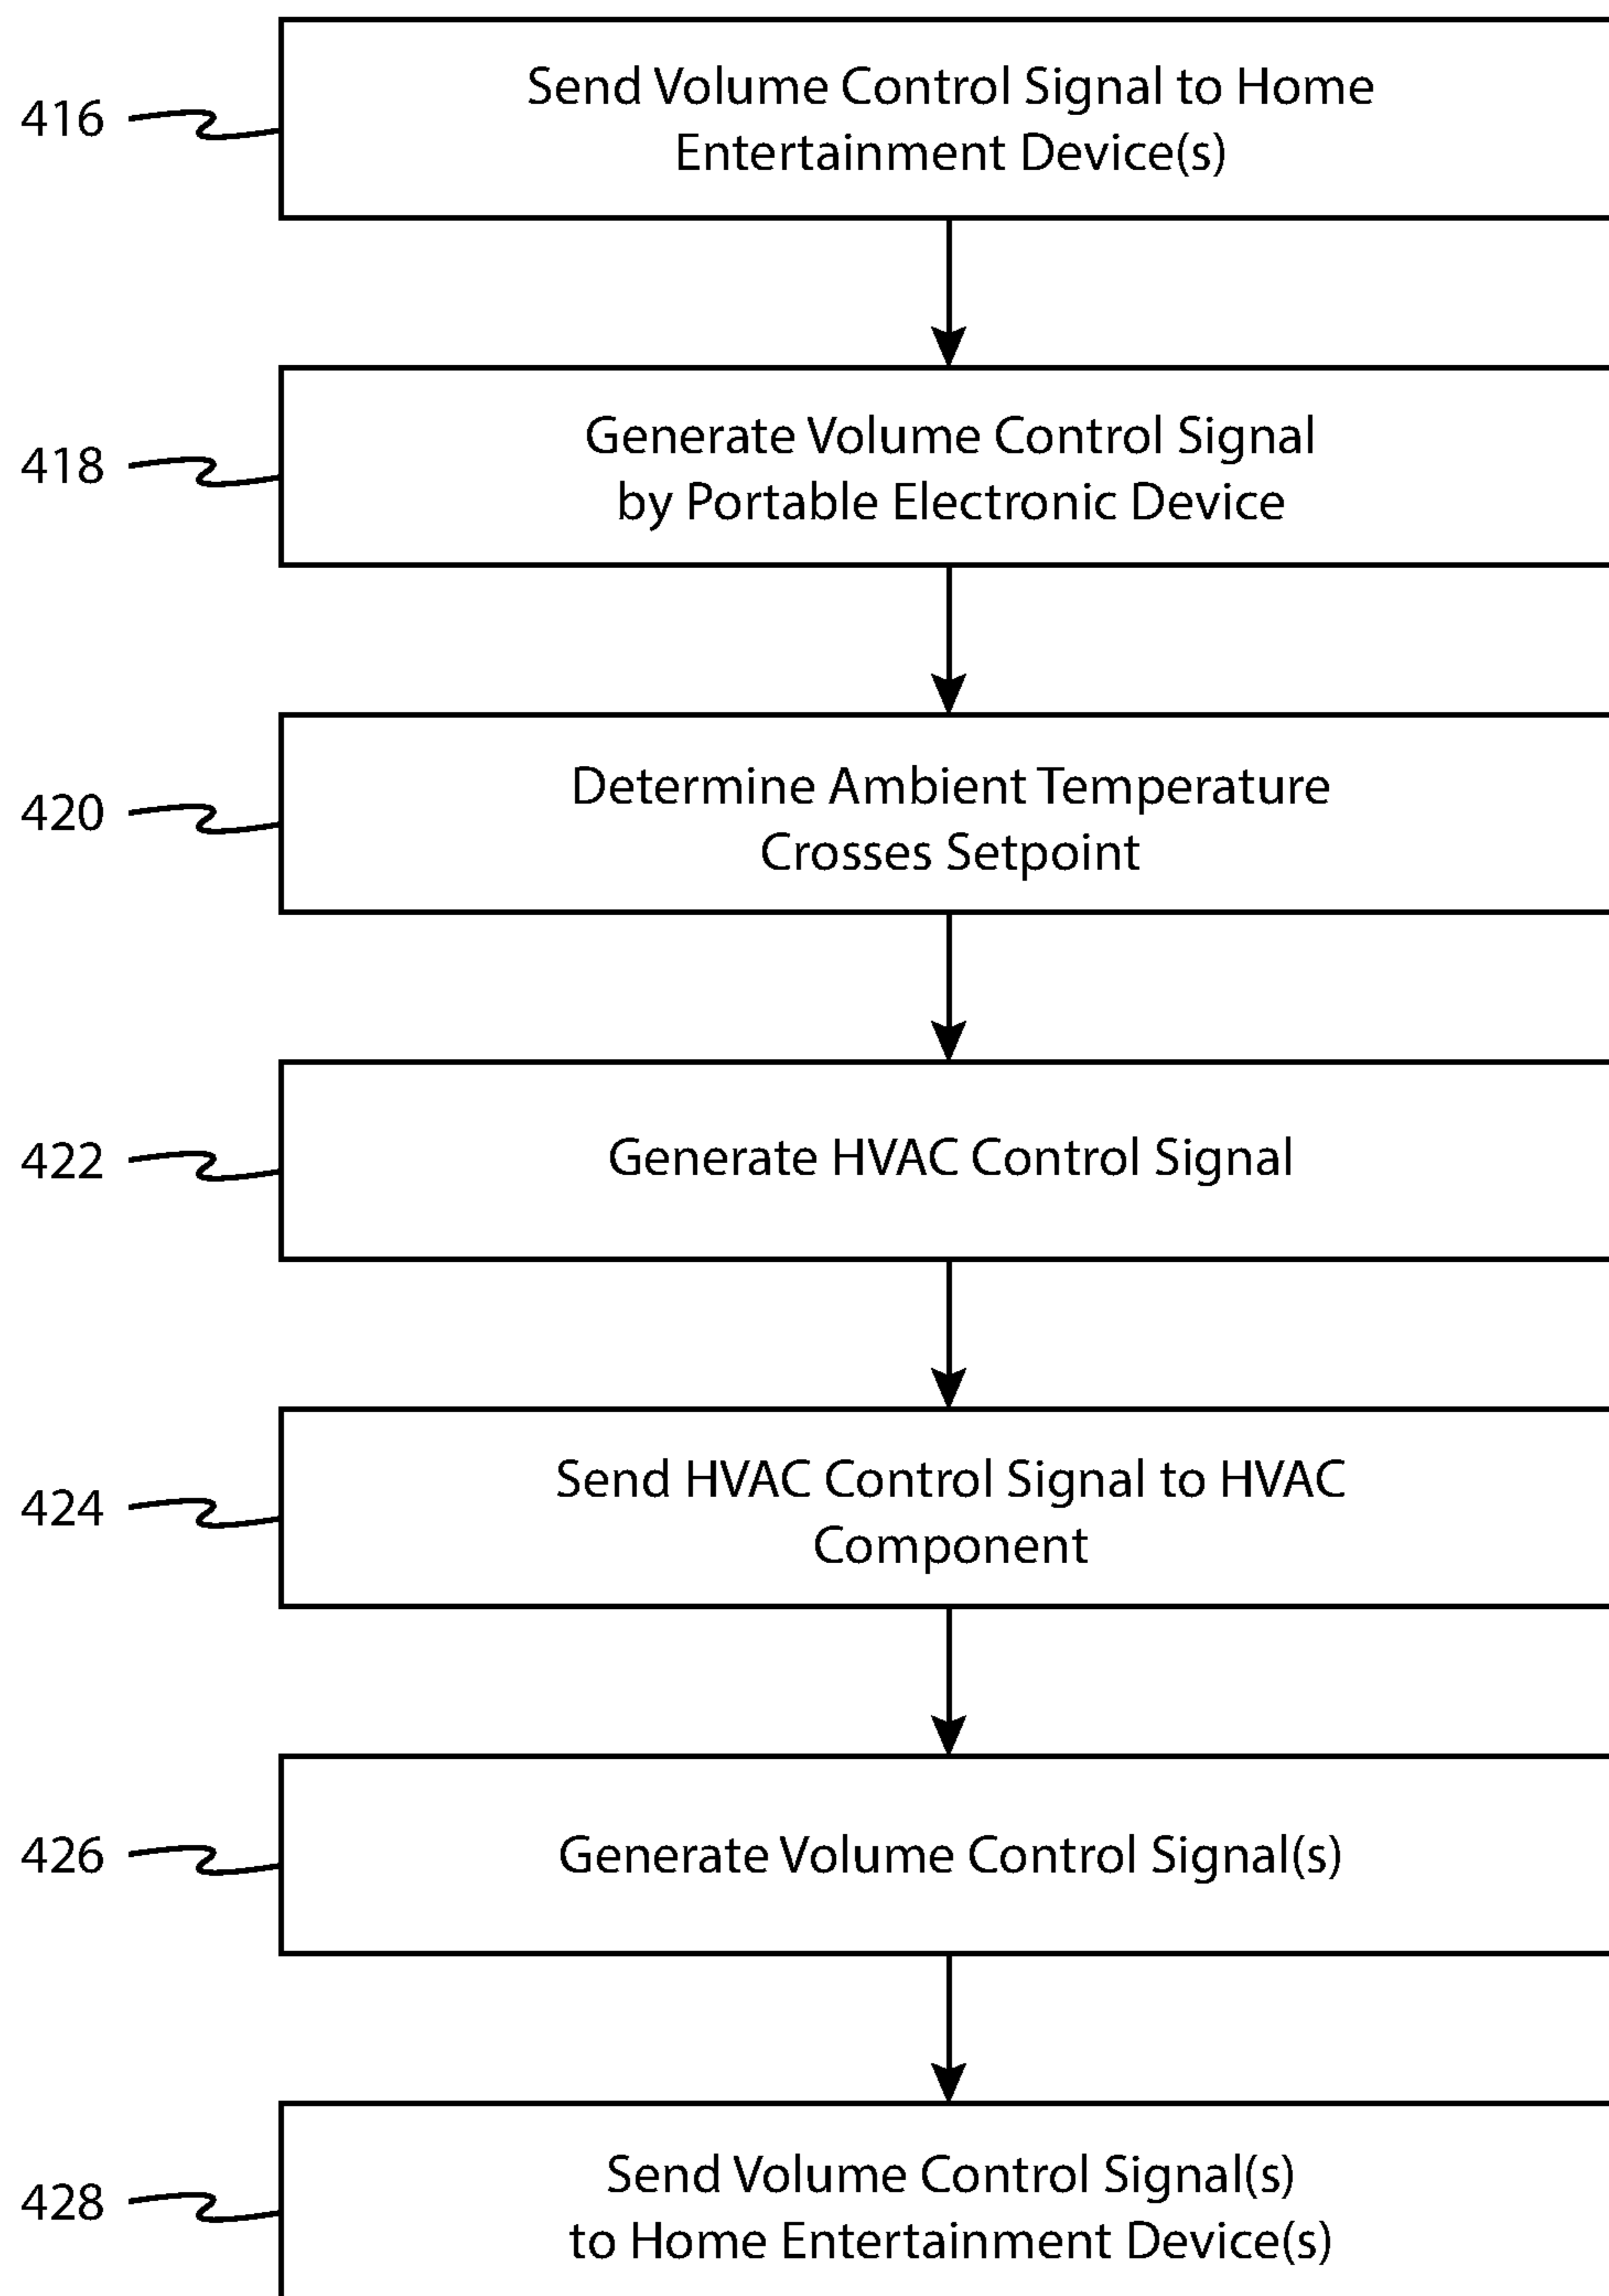 416
Send Volume Control Signal to Home
Entertainment Device(s)
418
Generate Volume Control Signal
by Portable Electronic Device
420
Determine Ambient Temperature
Crosses Setpoint
422
Generate HVAC Control Signal
424
Send HVAC Control Signal to HVAC
Component
426
Generate Volume Control Signal(s)
428
Send Volume Control Signal(s)
to Home Entertainment Device(s)